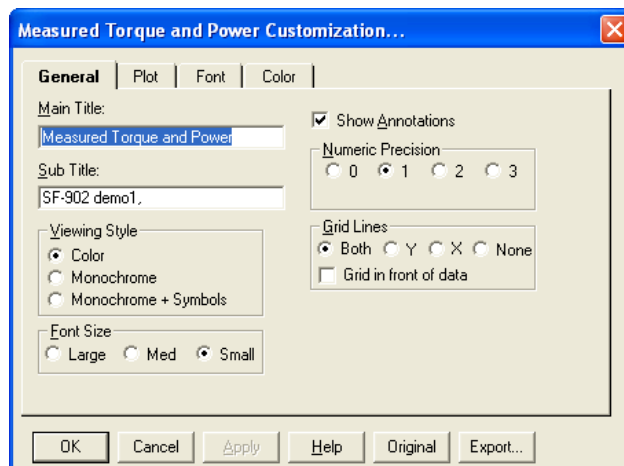 Measured Torque and Power Customization...
General Plot Font Color
Main Title:
Measured Torque and Power
Sub Title:
SF-902 demo1,
Viewing Style
Color
Monochrome
Monochrome + Symbols
Font Size
Large Med Small
Show Annotations
Numeric Precision
0 1 2 3
Grid Lines
Both Y X None
Grid in front of data
OK Cancel Apply Help Original Export...